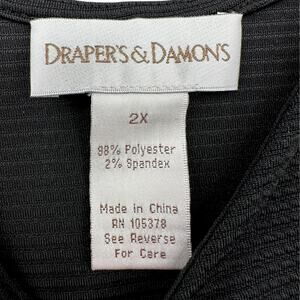 DRAPER'S & DAMON'S
2X
98% Polyester
2% Spandex
Made in China
RN 105378
See Reverse
For Care